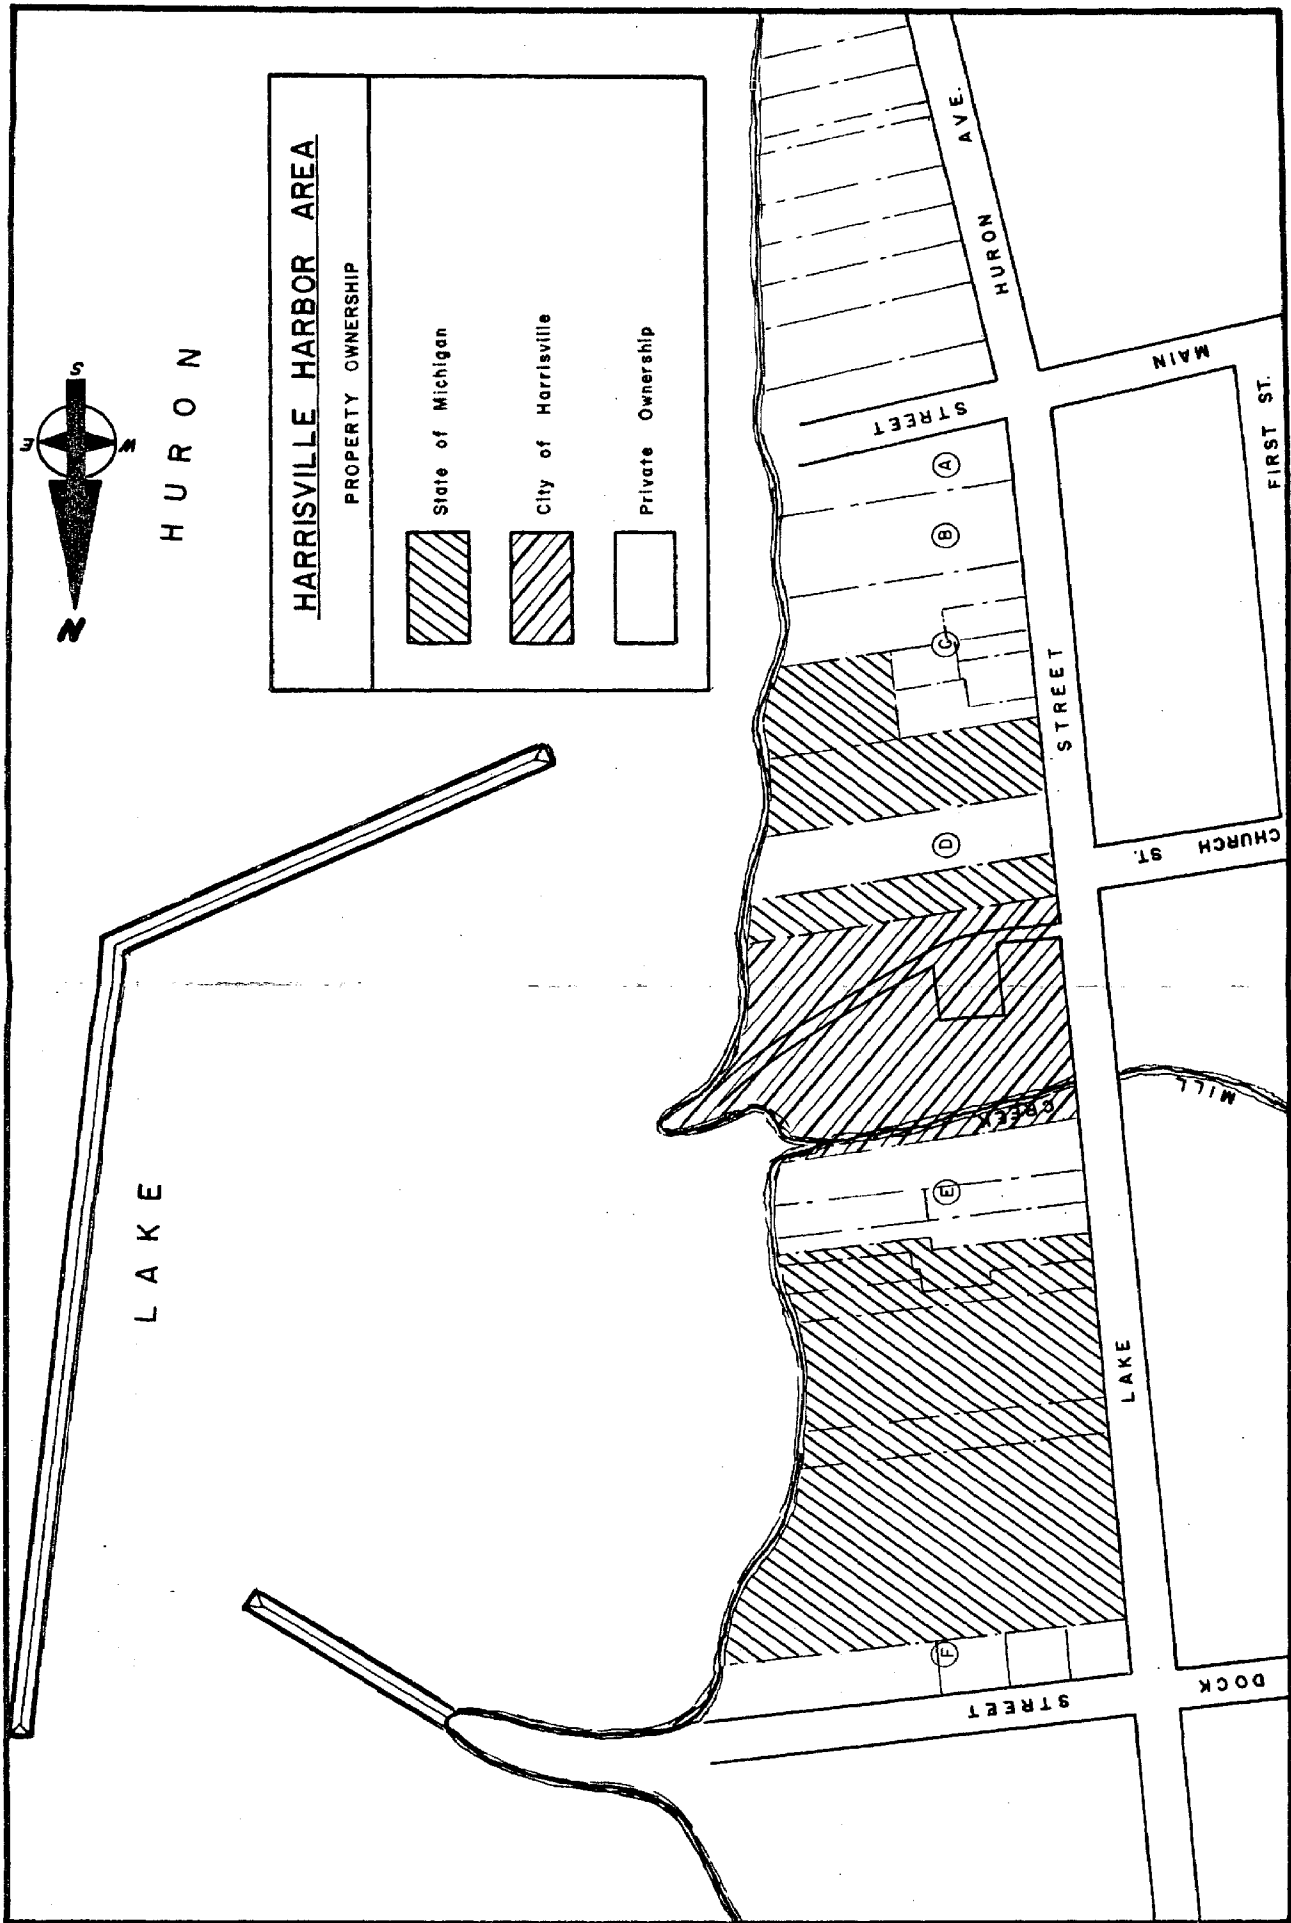 HARRISVILLE HARBOR AREA
PROPERTY OWNERSHIP
State of Michigan
City of Harrisville
Private Ownership
N
S
E
W
LAKE
HURON
HURON AVE.
MAIN
STREET
FIRST ST.
A
B
C
D
E
F
LAKE
STREET
CHURCH ST.
MILL
CREEK
DOCK
STREET